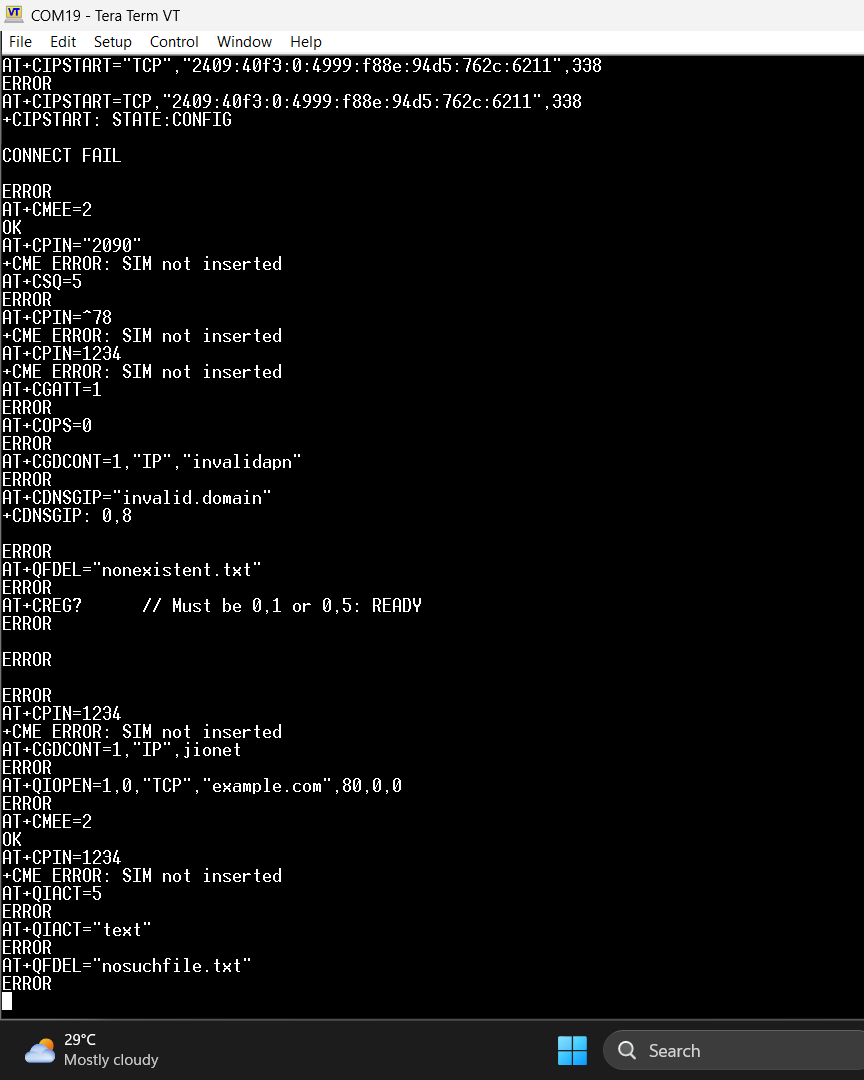 VT
COM19 - Tera Term VT
File Edit Setup Control Window Help
AT+CIPSTART="TCP","2409:40f3:0:4999:f88e:94d5:762c:6211",338
ERROR
AT+CIPSTART=TCP,"2409:40f3:0:4999:f88e:94d5:762c:6211",338
+CIPSTART: STATE:CONFIG
CONNECT FAIL
ERROR
AT+CMEE=2
OK
AT+CPIN="2090"
+CME ERROR: SIM not inserted
AT+CSQ=5
ERROR
AT+CPIN=^78
+CME ERROR: SIM not inserted
AT+CPIN=1234
+CME ERROR: SIM not inserted
AT+CGATT=1
ERROR
AT+COPS=0
ERROR
AT+CGDCONT=1,"IP","invalidapn"
ERROR
AT+CDNSGIP="invalid.domain"
+CDNSGIP: 0,8
ERROR
AT+QFDEL="nonexistent.txt"
ERROR
AT+CREG?      // Must be 0,1 or 0,5: READY
ERROR
ERROR
ERROR
AT+CPIN=1234
+CME ERROR: SIM not inserted
AT+CGDCONT=1,"IP",jionet
ERROR
AT+QIOPEN=1,0,"TCP","example.com",80,0,0
ERROR
AT+CMEE=2
OK
AT+CPIN=1234
+CME ERROR: SIM not inserted
AT+QIACT=5
ERROR
AT+QIACT="text"
ERROR
AT+QFDEL="nosuchfile.txt"
ERROR
29°C
Mostly cloudy
Search